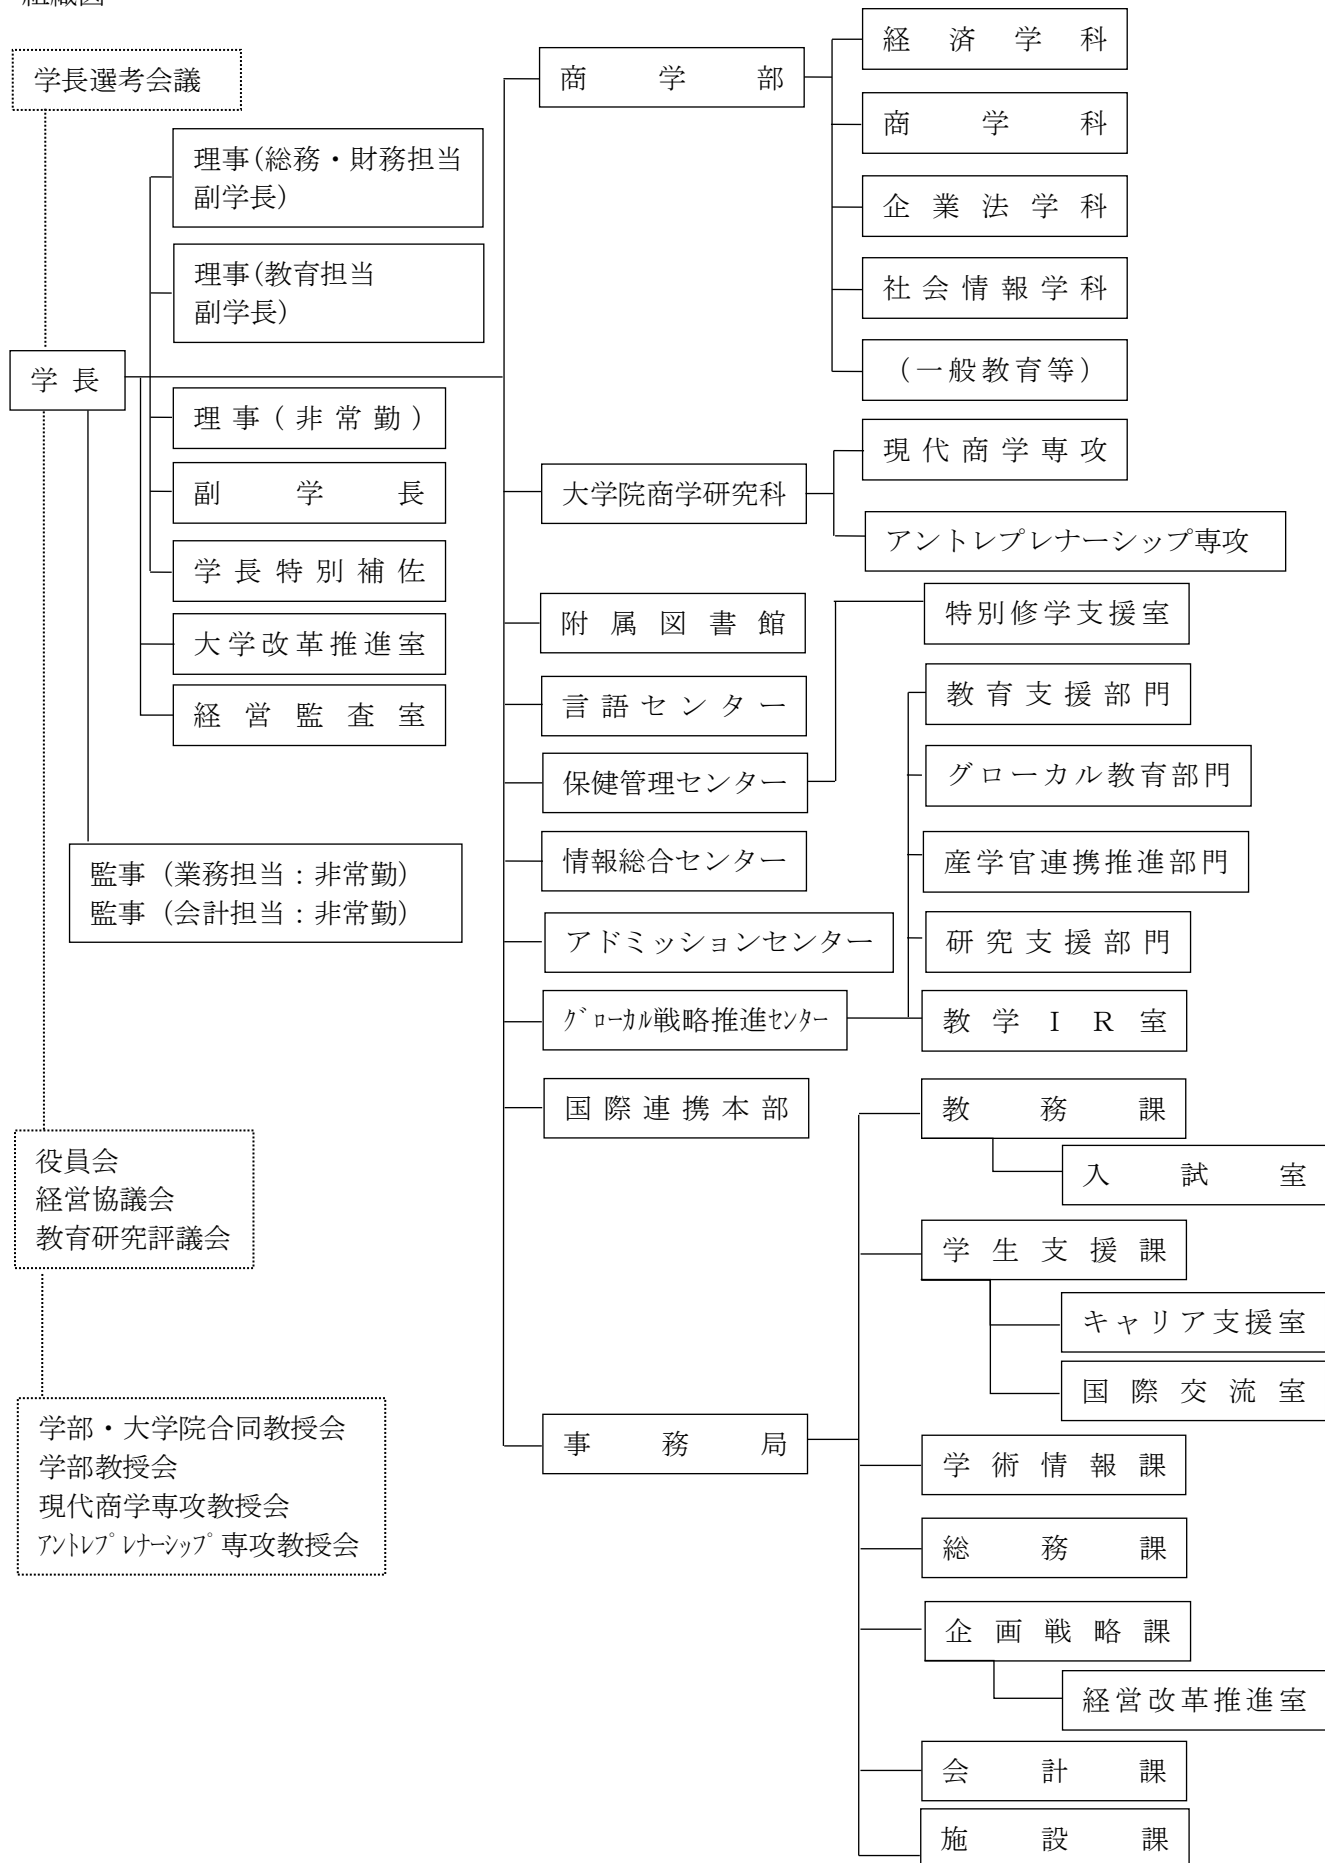 組織図
学長選考会議
学長
理事(総務・財務担当
副学長)
理事(教育担当
副学長)
理事(非常勤)
副学長
学長特別補佐
大学改革推進室
経営監査室
監事（業務担当：非常勤）
監事（会計担当：非常勤）
役員会
経営協議会
教育研究評議会
学部・大学院合同教授会
学部教授会
現代商学専攻教授会
ｱﾝﾄﾚﾌﾟﾚﾅｰｼｯﾌﾟ専攻教授会
商学部
経済学科
商学科
企業法学科
社会情報学科
（一般教育等）
大学院商学研究科
現代商学専攻
アントレプレナーシップ専攻
附属図書館
言語センター
保健管理センター
特別修学支援室
情報総合センター
アドミッションセンター
ｸﾞﾛｰｶﾙ戦略推進ｾﾝﾀｰ
教育支援部門
グローカル教育部門
産学官連携推進部門
研究支援部門
教学ＩＲ室
国際連携本部
事務局
教務課
入試室
学生支援課
キャリア支援室
国際交流室
学術情報課
総務課
企画戦略課
経営改革推進室
会計課
施設課